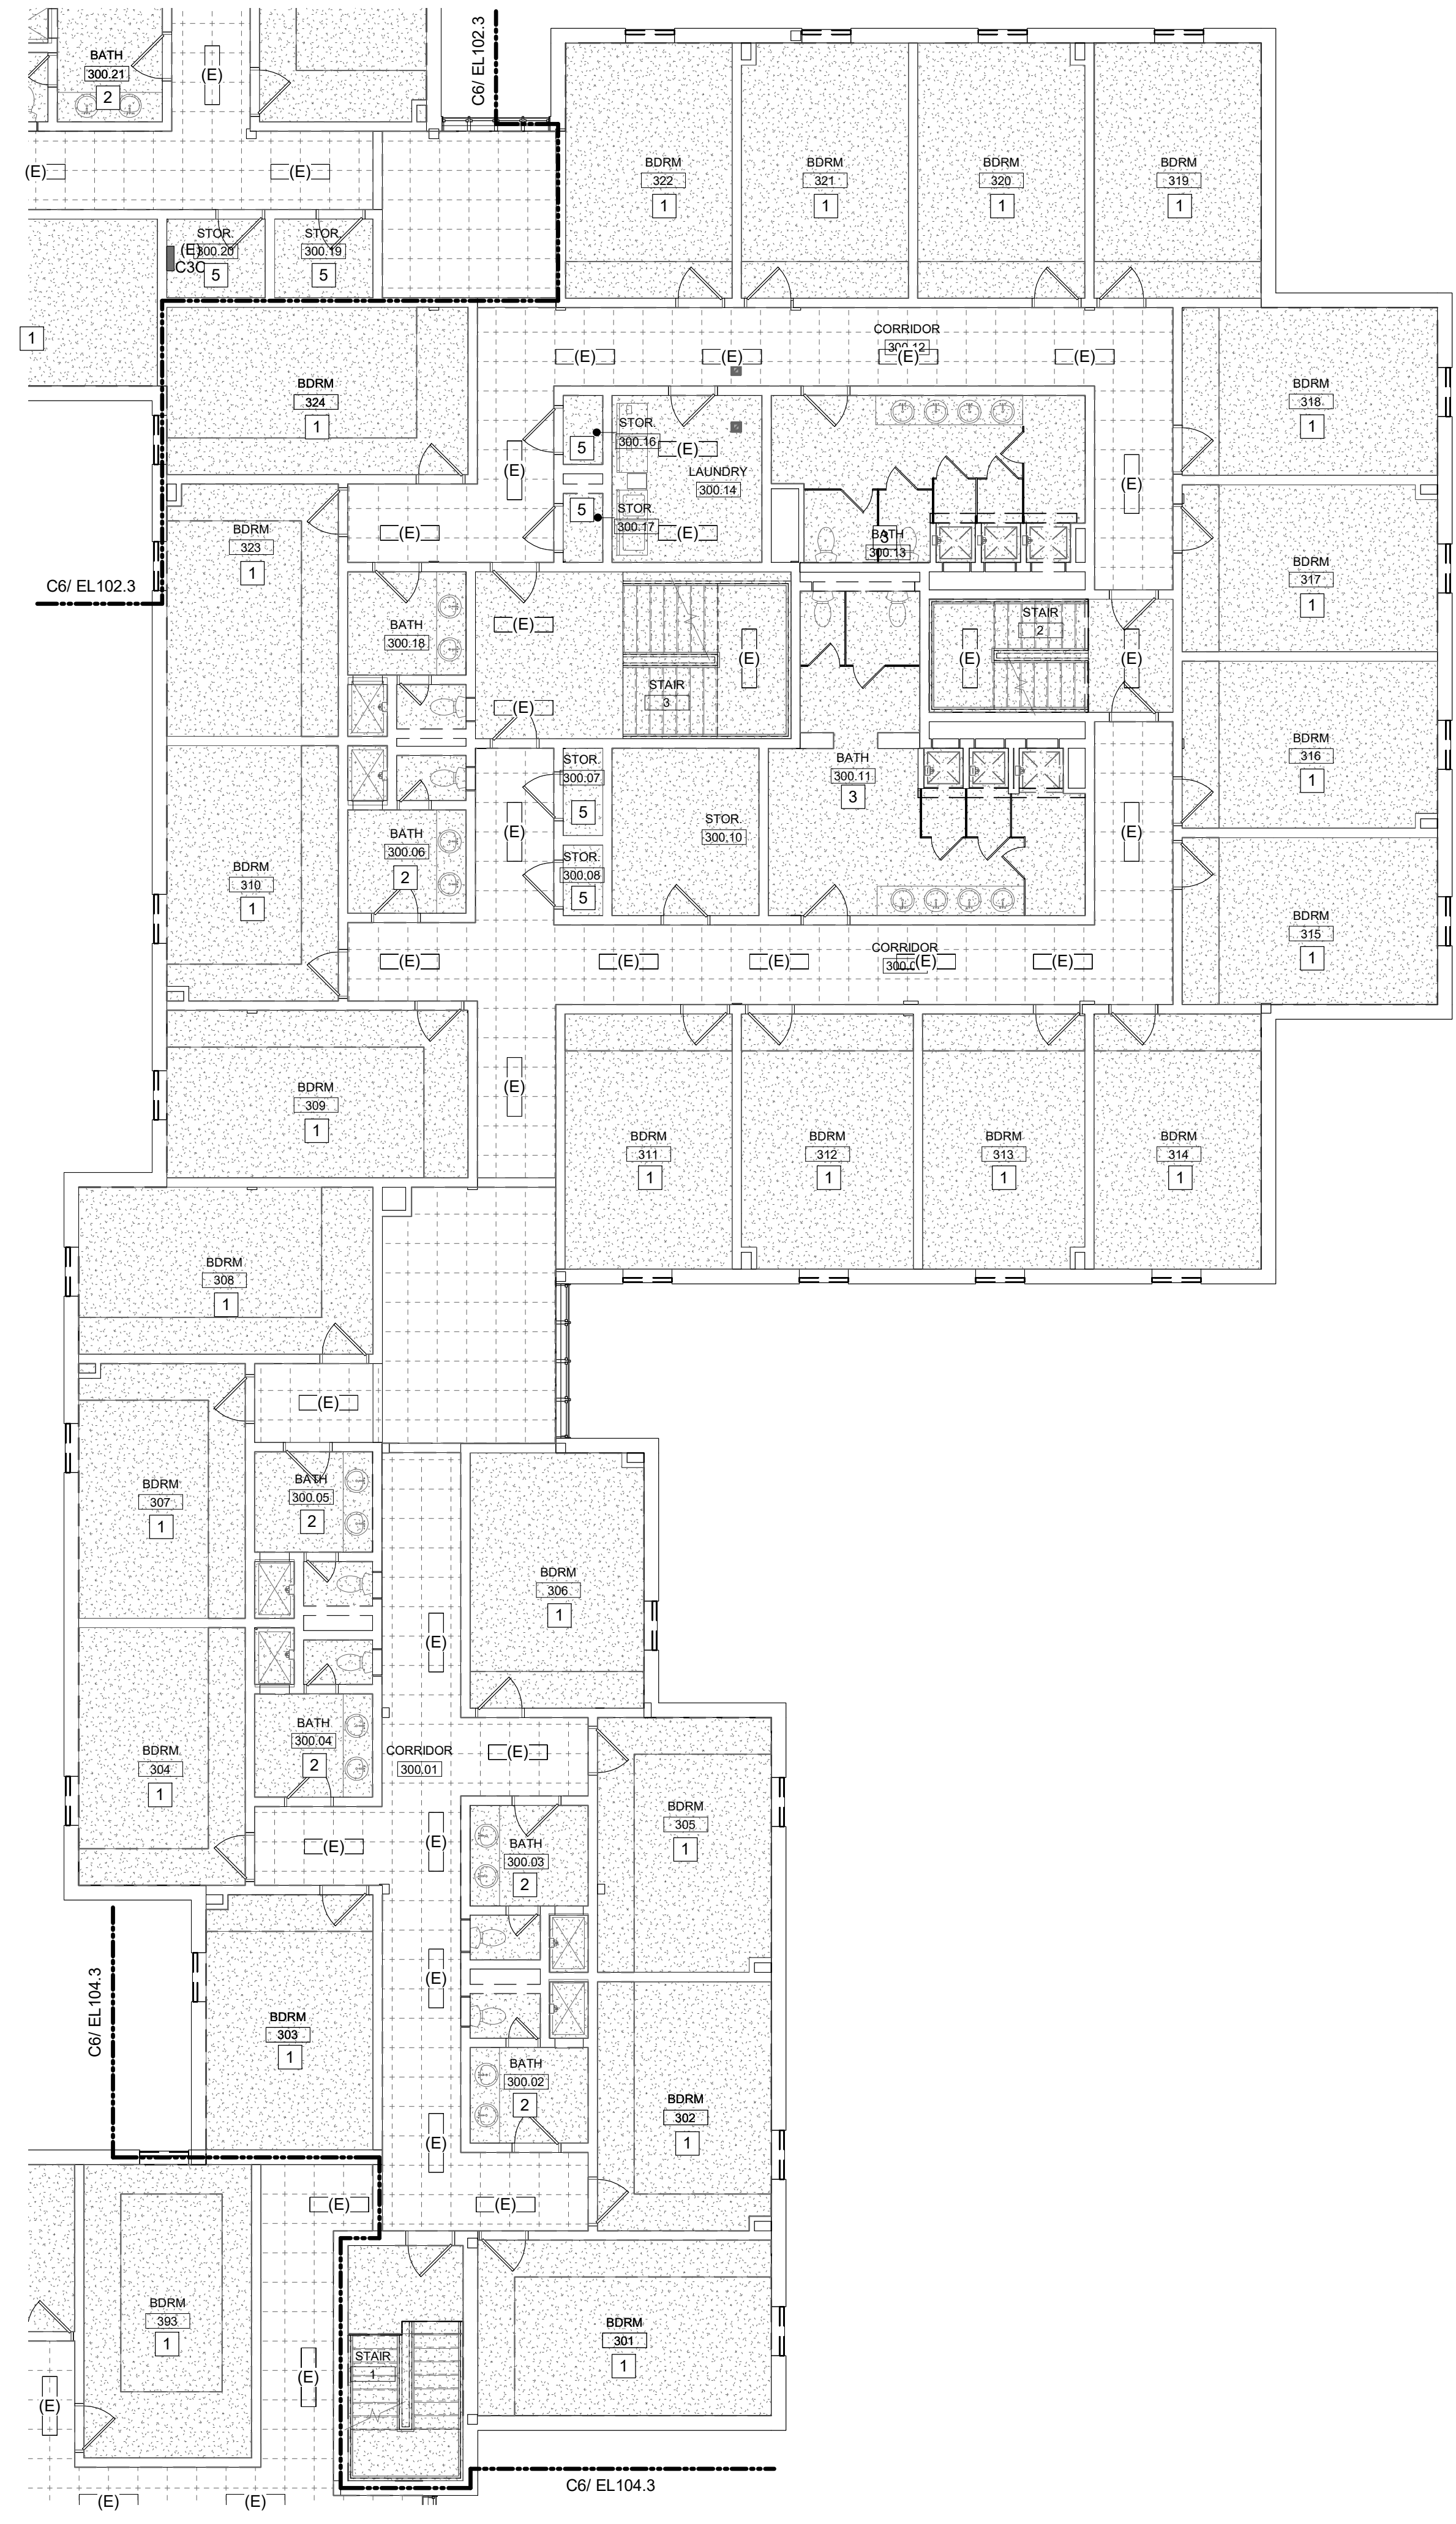 C6/ EL102.3
BATH
300.21
2
(E)
(E)
(E)
BDRM
322
1
BDRM
321
1
BDRM
320
1
BDRM
319
1
STOR.
300.20
5
(E)
C3C
STOR.
300.19
5
1
CORRIDOR
300.12
(E)
(E)
(E)
(E)
BDRM
324
1
BDRM
318
1
(E)
5
STOR.
300.16
(E)
LAUNDRY
300.14
(E)
5
STOR.
300.17
(E)
(E)
BDRM
323
1
3
BATH
300.13
BDRM
317
1
C6/ EL102.3
BATH
300.18
(E)
(E)
STAIR
3
(E)
STAIR
2
(E)
(E)
BDRM
316
1
STOR.
300.07
5
BATH
300.11
3
STOR.
300.10
(E)
(E)
BATH
300.06
2
STOR.
300.08
5
BDRM
310
1
BDRM
315
1
CORRIDOR
(E)
(E)
(E)
(E)
(E)
BDRM
309
1
(E)
BDRM
311
1
BDRM
312
1
BDRM
313
1
BDRM
314
1
BDRM
308
1
(E)
BDRM
307
1
BATH
300.05
2
BDRM
306
1
(E)
BATH
300.04
2
CORRIDOR
300.01
(E)
BDRM
304
1
BDRM
305
1
(E)
(E)
BATH
300.03
2
C6/ EL104.3
(E)
BDRM
303
1
BATH
300.02
2
BDRM
302
1
(E)
(E)
(E)
BDRM
393
1
BDRM
301
1
STAIR
1
(E)
(E)
C6/ EL104.3
(E)
(E)